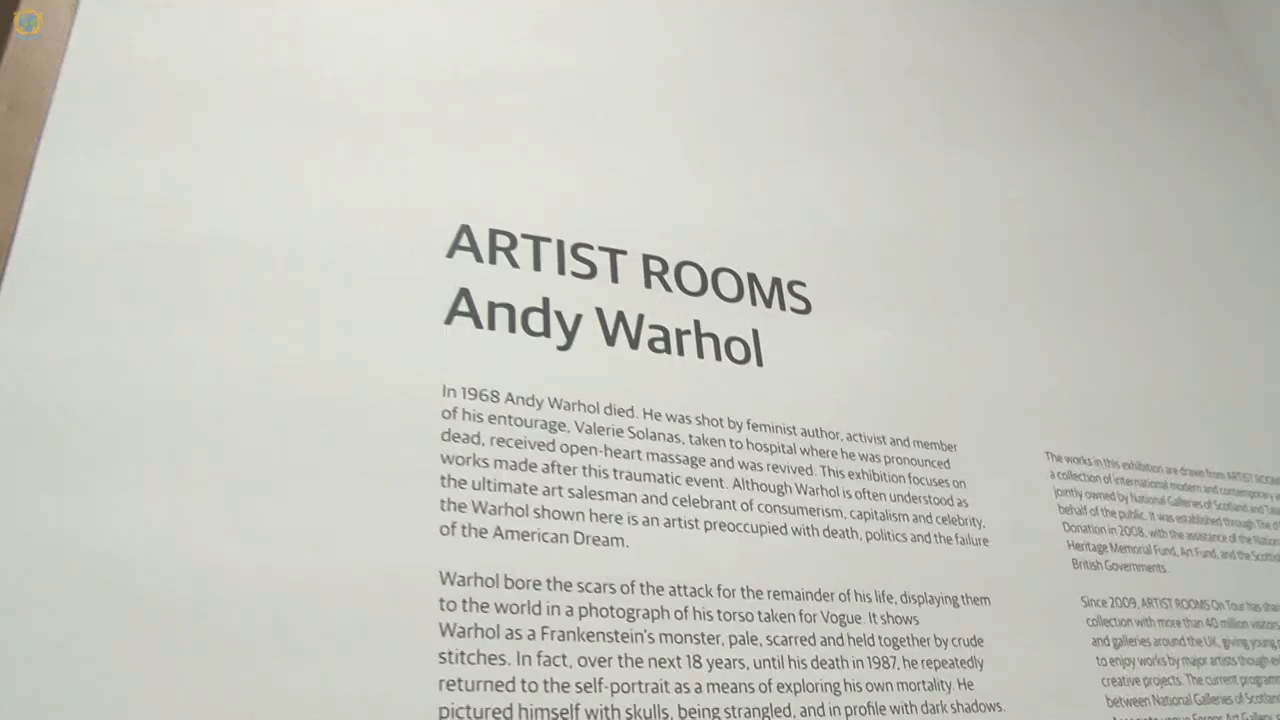 ARTIST ROOMS
Andy Warhol
In 1968 Andy Warhol died. He was shot by feminist author, activist and member
of his entourage, Valerie Solanas, taken to hospital where he was pronounced
dead, received open-heart massage and was revived. This exhibition focuses on
works made after this traumatic event. Although Warhol is often understood as
the ultimate art salesman and celebrant of consumerism, capitalism and celebrity,
the Warhol shown here is an artist preoccupied with death, politics and the failure
of the American Dream.
Warhol bore the scars of the attack for the remainder of his life, displaying them
to the world in a photograph of his torso taken for Vogue. It shows
Warhol as a Frankenstein's monster, pale, scarred and held together by crude
stitches. In fact, over the next 18 years, until his death in 1987, he repeatedly
returned to the self-portrait as a means of exploring his own mortality. He
pictured himself with skulls, being strangled, and in profile with dark shadows.
The works in this exhibition are drawn from ARTIST ROOMS
a collection of international modern and contemporary
jointly owned by National Galleries of Scotland and
behalf of the public. It was established through The
Donation in 2008, with the assistance of the
Heritage Memorial Fund, Art Fund, and the
British Governments.
Since 2009, ARTIST ROOMS On Tour has
collection with more than 40 million
and galleries around the UK, giving young
to enjoy works by major artists
creative projects. The current
between National Galleries of